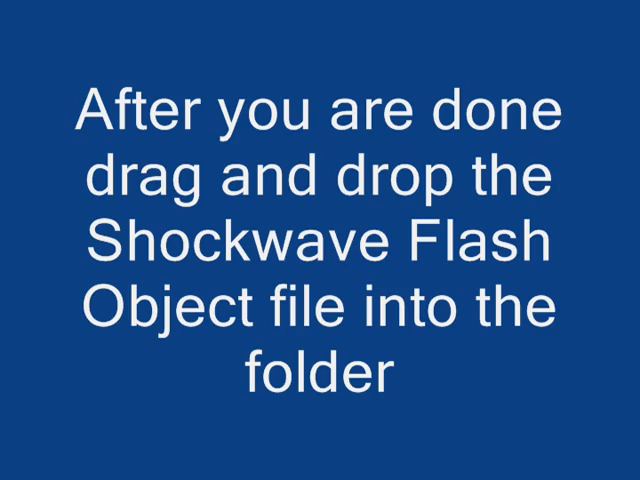 After you are done
drag and drop the
Shockwave Flash
Object file into the
folder